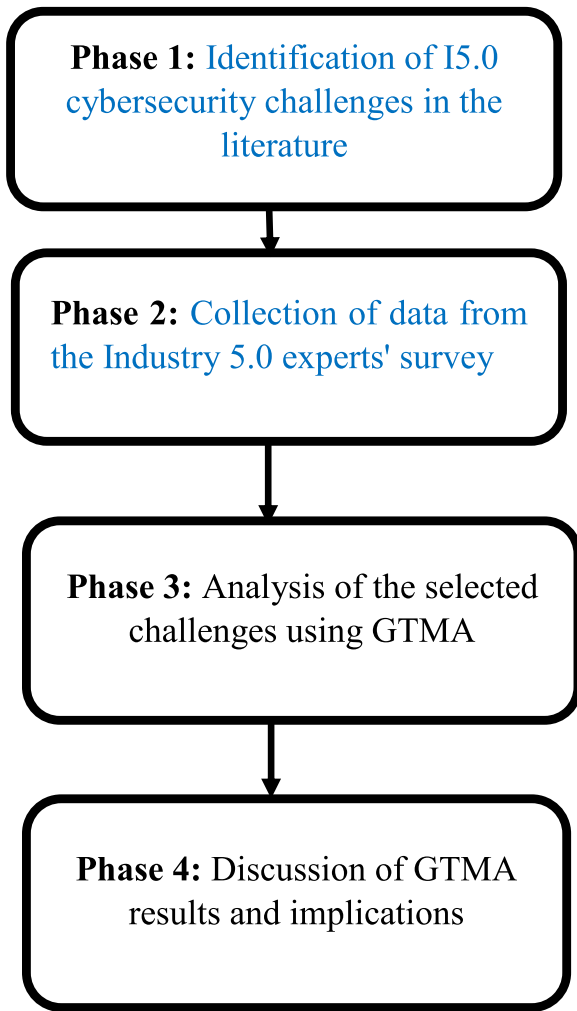 Phase 1: Identification of I5.0
cybersecurity challenges in the
literature
Phase 2: Collection of data from
the Industry 5.0 experts' survey
Phase 3: Analysis of the selected
challenges using GTMA
Phase 4: Discussion of GTMA
results and implications